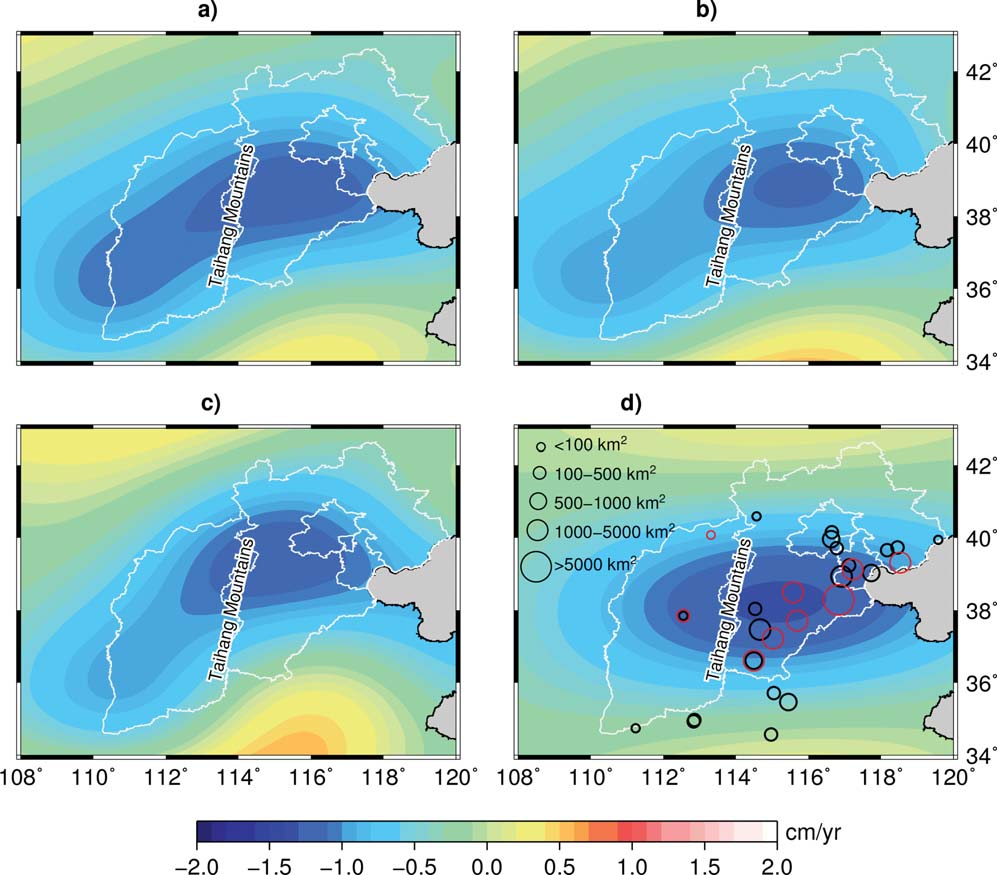 a)
b)
Taihang Mountains
Taihang Mountains
42°
40°
38°
36°
34°
c)
d)
Taihang Mountains
Taihang Mountains
<100 km²
100–500 km²
500–1000 km²
1000–5000 km²
>5000 km²
42°
40°
38°
36°
34°
108° 110° 112° 114° 116° 118° 120°
108° 110° 112° 114° 116° 118° 120°
−2.0 −1.5 −1.0 −0.5 0.0 0.5 1.0 1.5 2.0 cm/yr